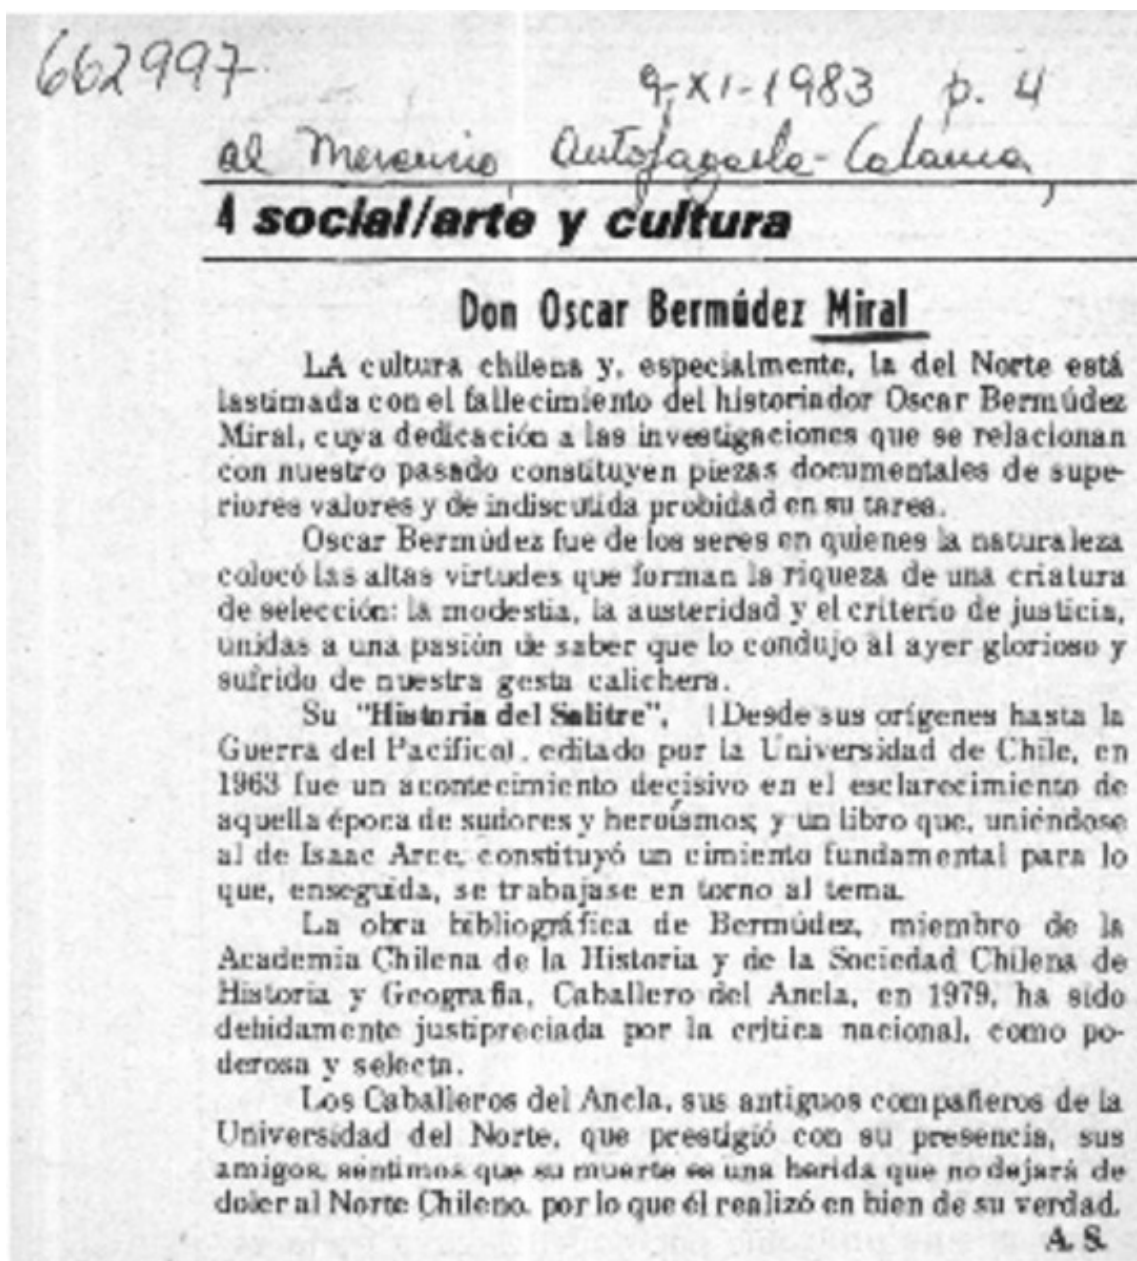 662997
9-XI-1983 p. 4
al Mercurio, Antofagasta-Calama,
4 social/arte y cultura
Don Oscar Bermúdez Miral
LA cultura chilena y, especialmente, la del Norte está
lastimada con el fallecimiento del historiador Oscar Bermúdez
Miral, cuya dedicación a las investigaciones que se relacionan
con nuestro pasado constituyen piezas documentales de supe-
riores valores y de indiscutida probidad en su tarea.
Oscar Bermúdez fue de los seres en quienes la naturaleza
colocó las altas virtudes que forman la riqueza de una criatura
de selección: la modestia, la austeridad y el criterio de justicia,
unidas a una pasión de saber que lo condujo al ayer glorioso y
sufrido de nuestra gesta calichera.
Su "Historia del Salitre", (Desde sus orígenes hasta la
Guerra del Pacífico), editado por la Universidad de Chile, en
1963 fue un acontecimiento decisivo en el esclarecimiento de
aquella época de sudores y heroísmos; y un libro que, uniéndose
al de Isaac Arce, constituyó un cimiento fundamental para lo
que, enseguida, se trabajase en torno al tema.
La obra bibliográfica de Bermúdez, miembro de la
Academia Chilena de la Historia y de la Sociedad Chilena de
Historia y Geografía, Caballero del Ancla, en 1979, ha sido
debidamente justipreciada por la crítica nacional, como po-
derosa y selecta.
Los Caballeros del Ancla, sus antiguos compañeros de la
Universidad del Norte, que prestigió con su presencia, sus
amigos, sentimos que su muerte es una herida que no dejará de
doler al Norte Chileno, por lo que él realizó en bien de su verdad.
A. S.